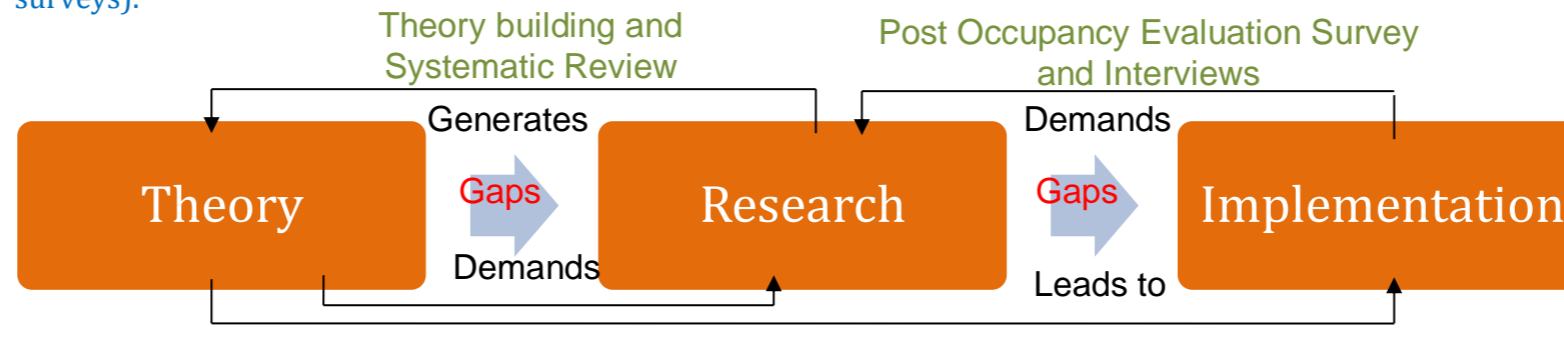 surveys).
Theory building and
Systematic Review
Post Occupancy Evaluation Survey
and Interviews
Generates
Demands
Theory
Gaps
Research
Gaps
Implementation
Demands
Leads to